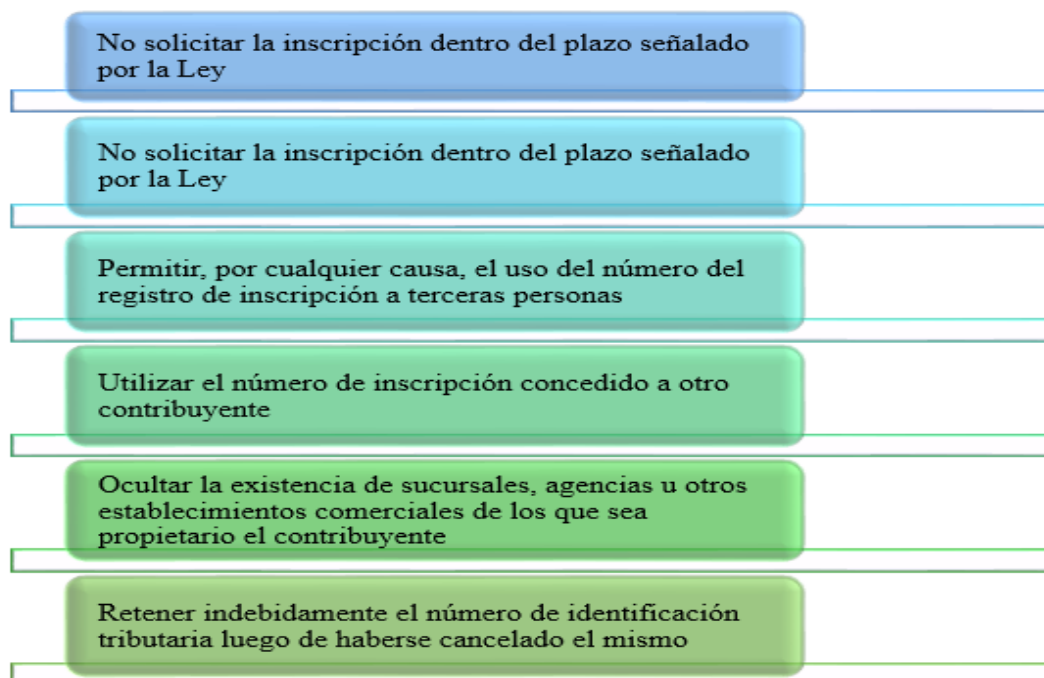 No solicitar la inscripción dentro del plazo señalado
por la Ley
No solicitar la inscripción dentro del plazo señalado
por la Ley
Permitir, por cualquier causa, el uso del número del
registro de inscripción a terceras personas
Utilizar el número de inscripción concedido a otro
contribuyente
Ocultar la existencia de sucursales, agencias u otros
establecimientos comerciales de los que sea
propietario el contribuyente
Retener indebidamente el número de identificación
tributaria luego de haberse cancelado el mismo